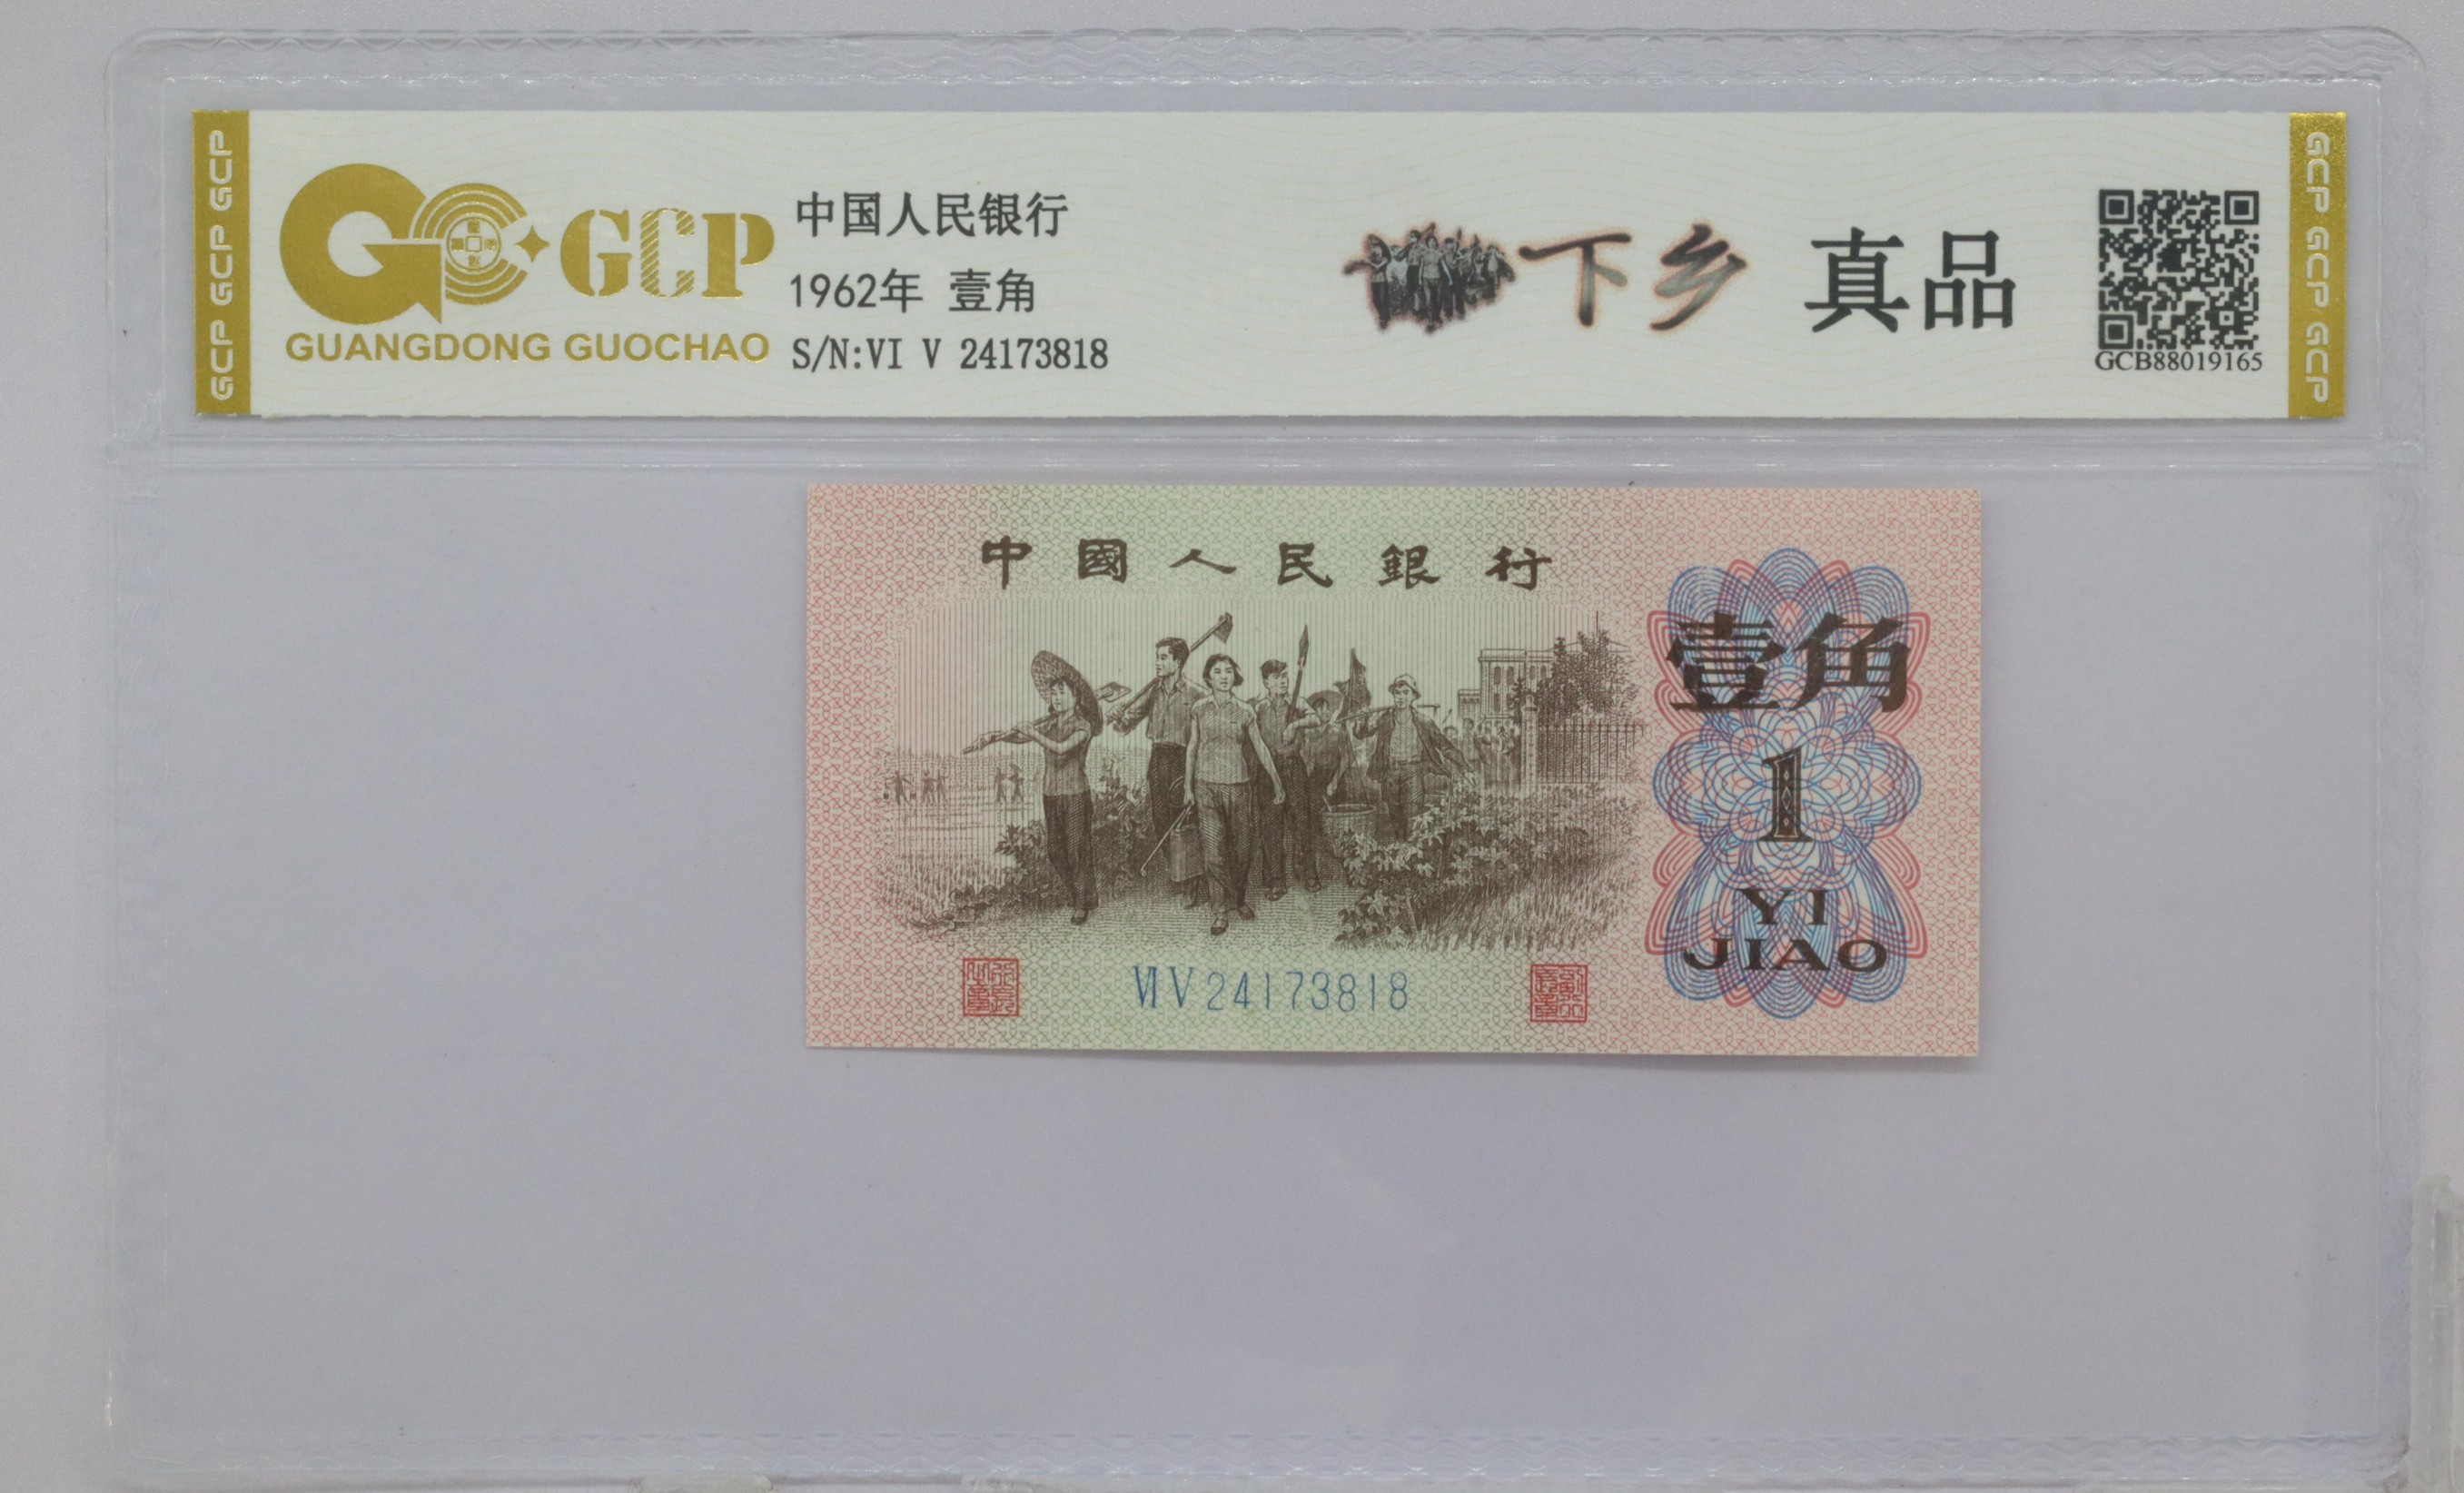 GCP GCP GCP
GCP
GUANGDONG GUOCHAO
中国人民银行
1962年 壹角
S/N:VI V 24173818
下乡 真品
GCB88019165
GCP GCP GCP
中國人民銀行
壹角
1
YI
JIAO
VI V 24173818